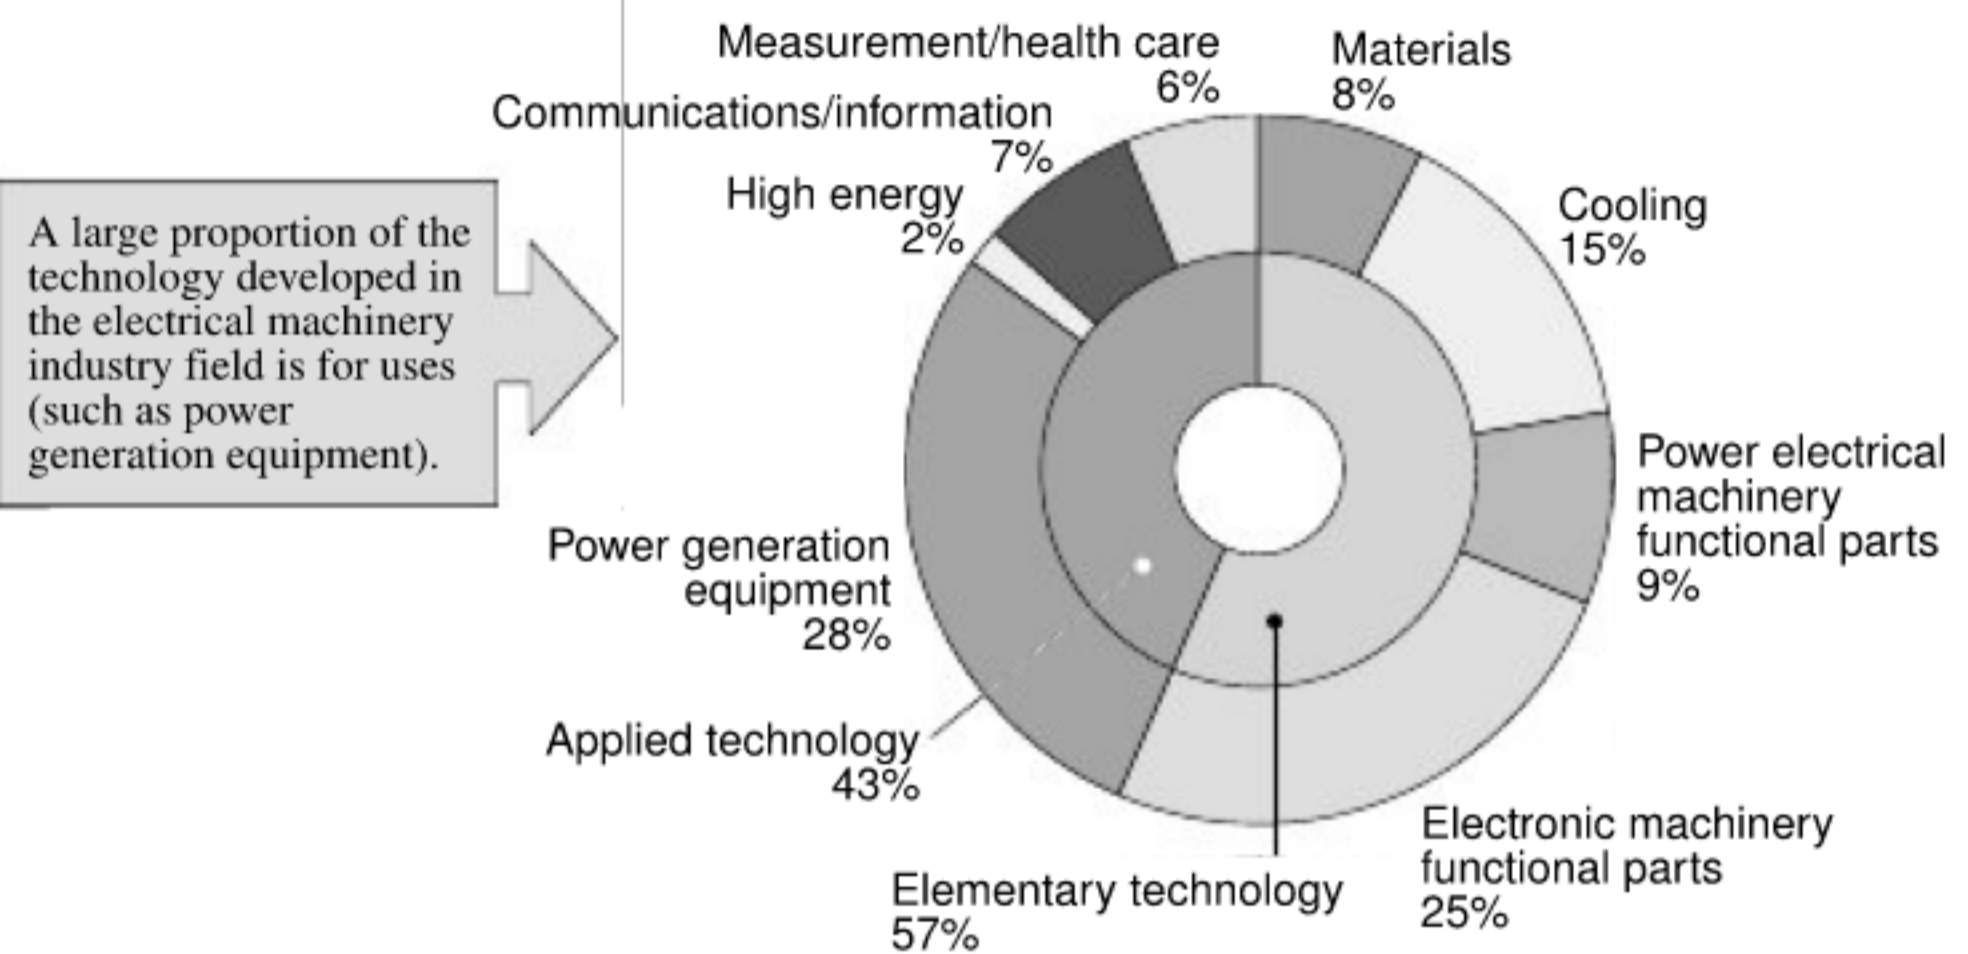 A large proportion of the
technology developed in
the electrical machinery
industry field is for uses
(such as power
generation equipment).
Measurement/health care
6%
Communications/information
7%
High energy
2%
Power generation
equipment
28%
Applied technology
43%
Elementary technology
57%
Materials
8%
Cooling
15%
Power electrical
machinery
functional parts
9%
Electronic machinery
functional parts
25%